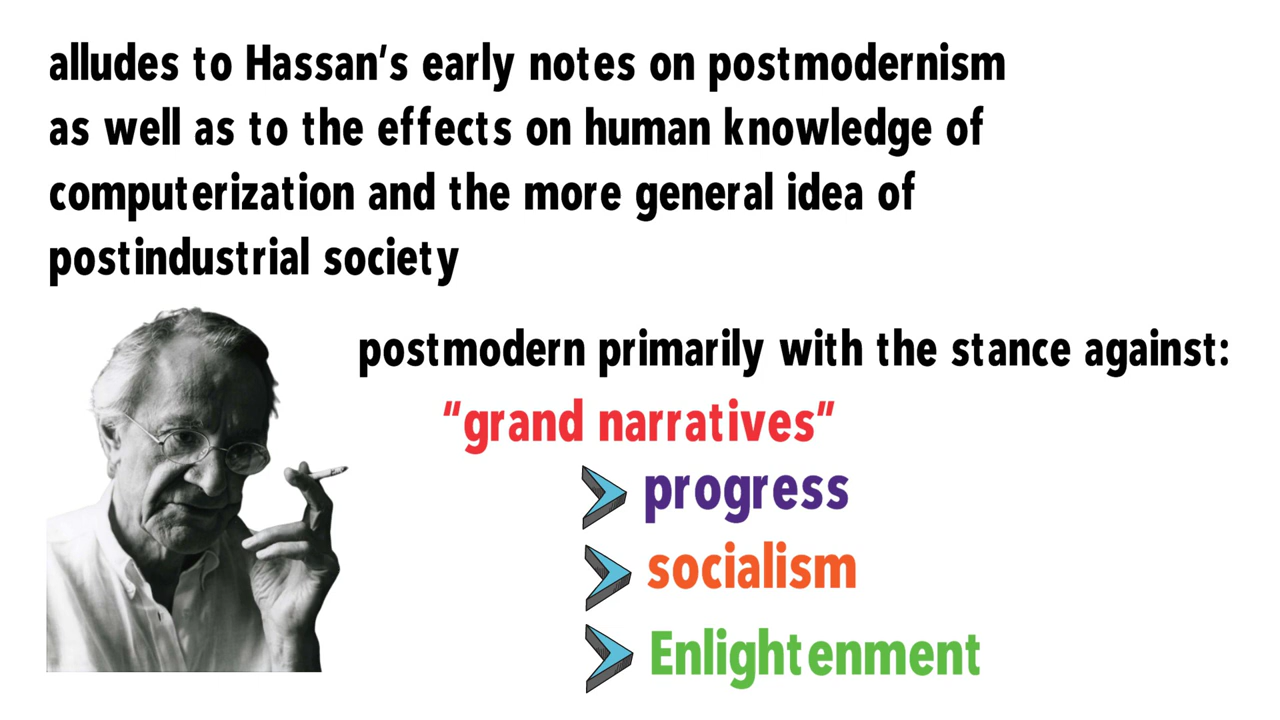 alludes to Hassan's early notes on postmodernism
as well as to the effects on human knowledge of
computerization and the more general idea of
postindustrial society
postmodern primarily with the stance against:
"grand narratives"
progress
socialism
Enlightenment